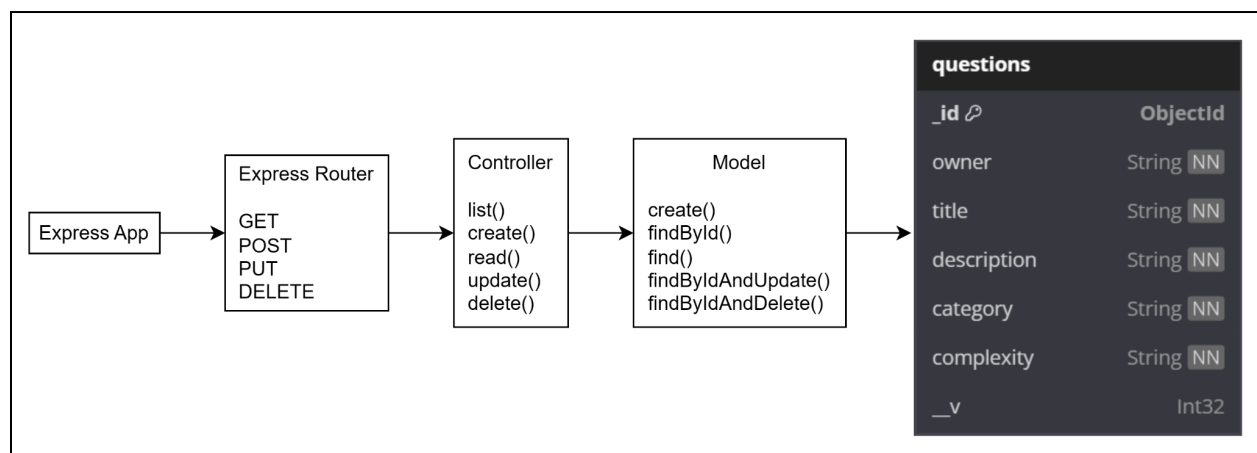 Express App
Express Router
GET
POST
PUT
DELETE
Controller
list()
create()
read()
update()
delete()
Model
create()
findById()
find()
findByIdAndUpdate()
findByIdAndDelete()
questions
_id ObjectId
owner String NN
title String NN
description String NN
category String NN
complexity String NN
__v Int32